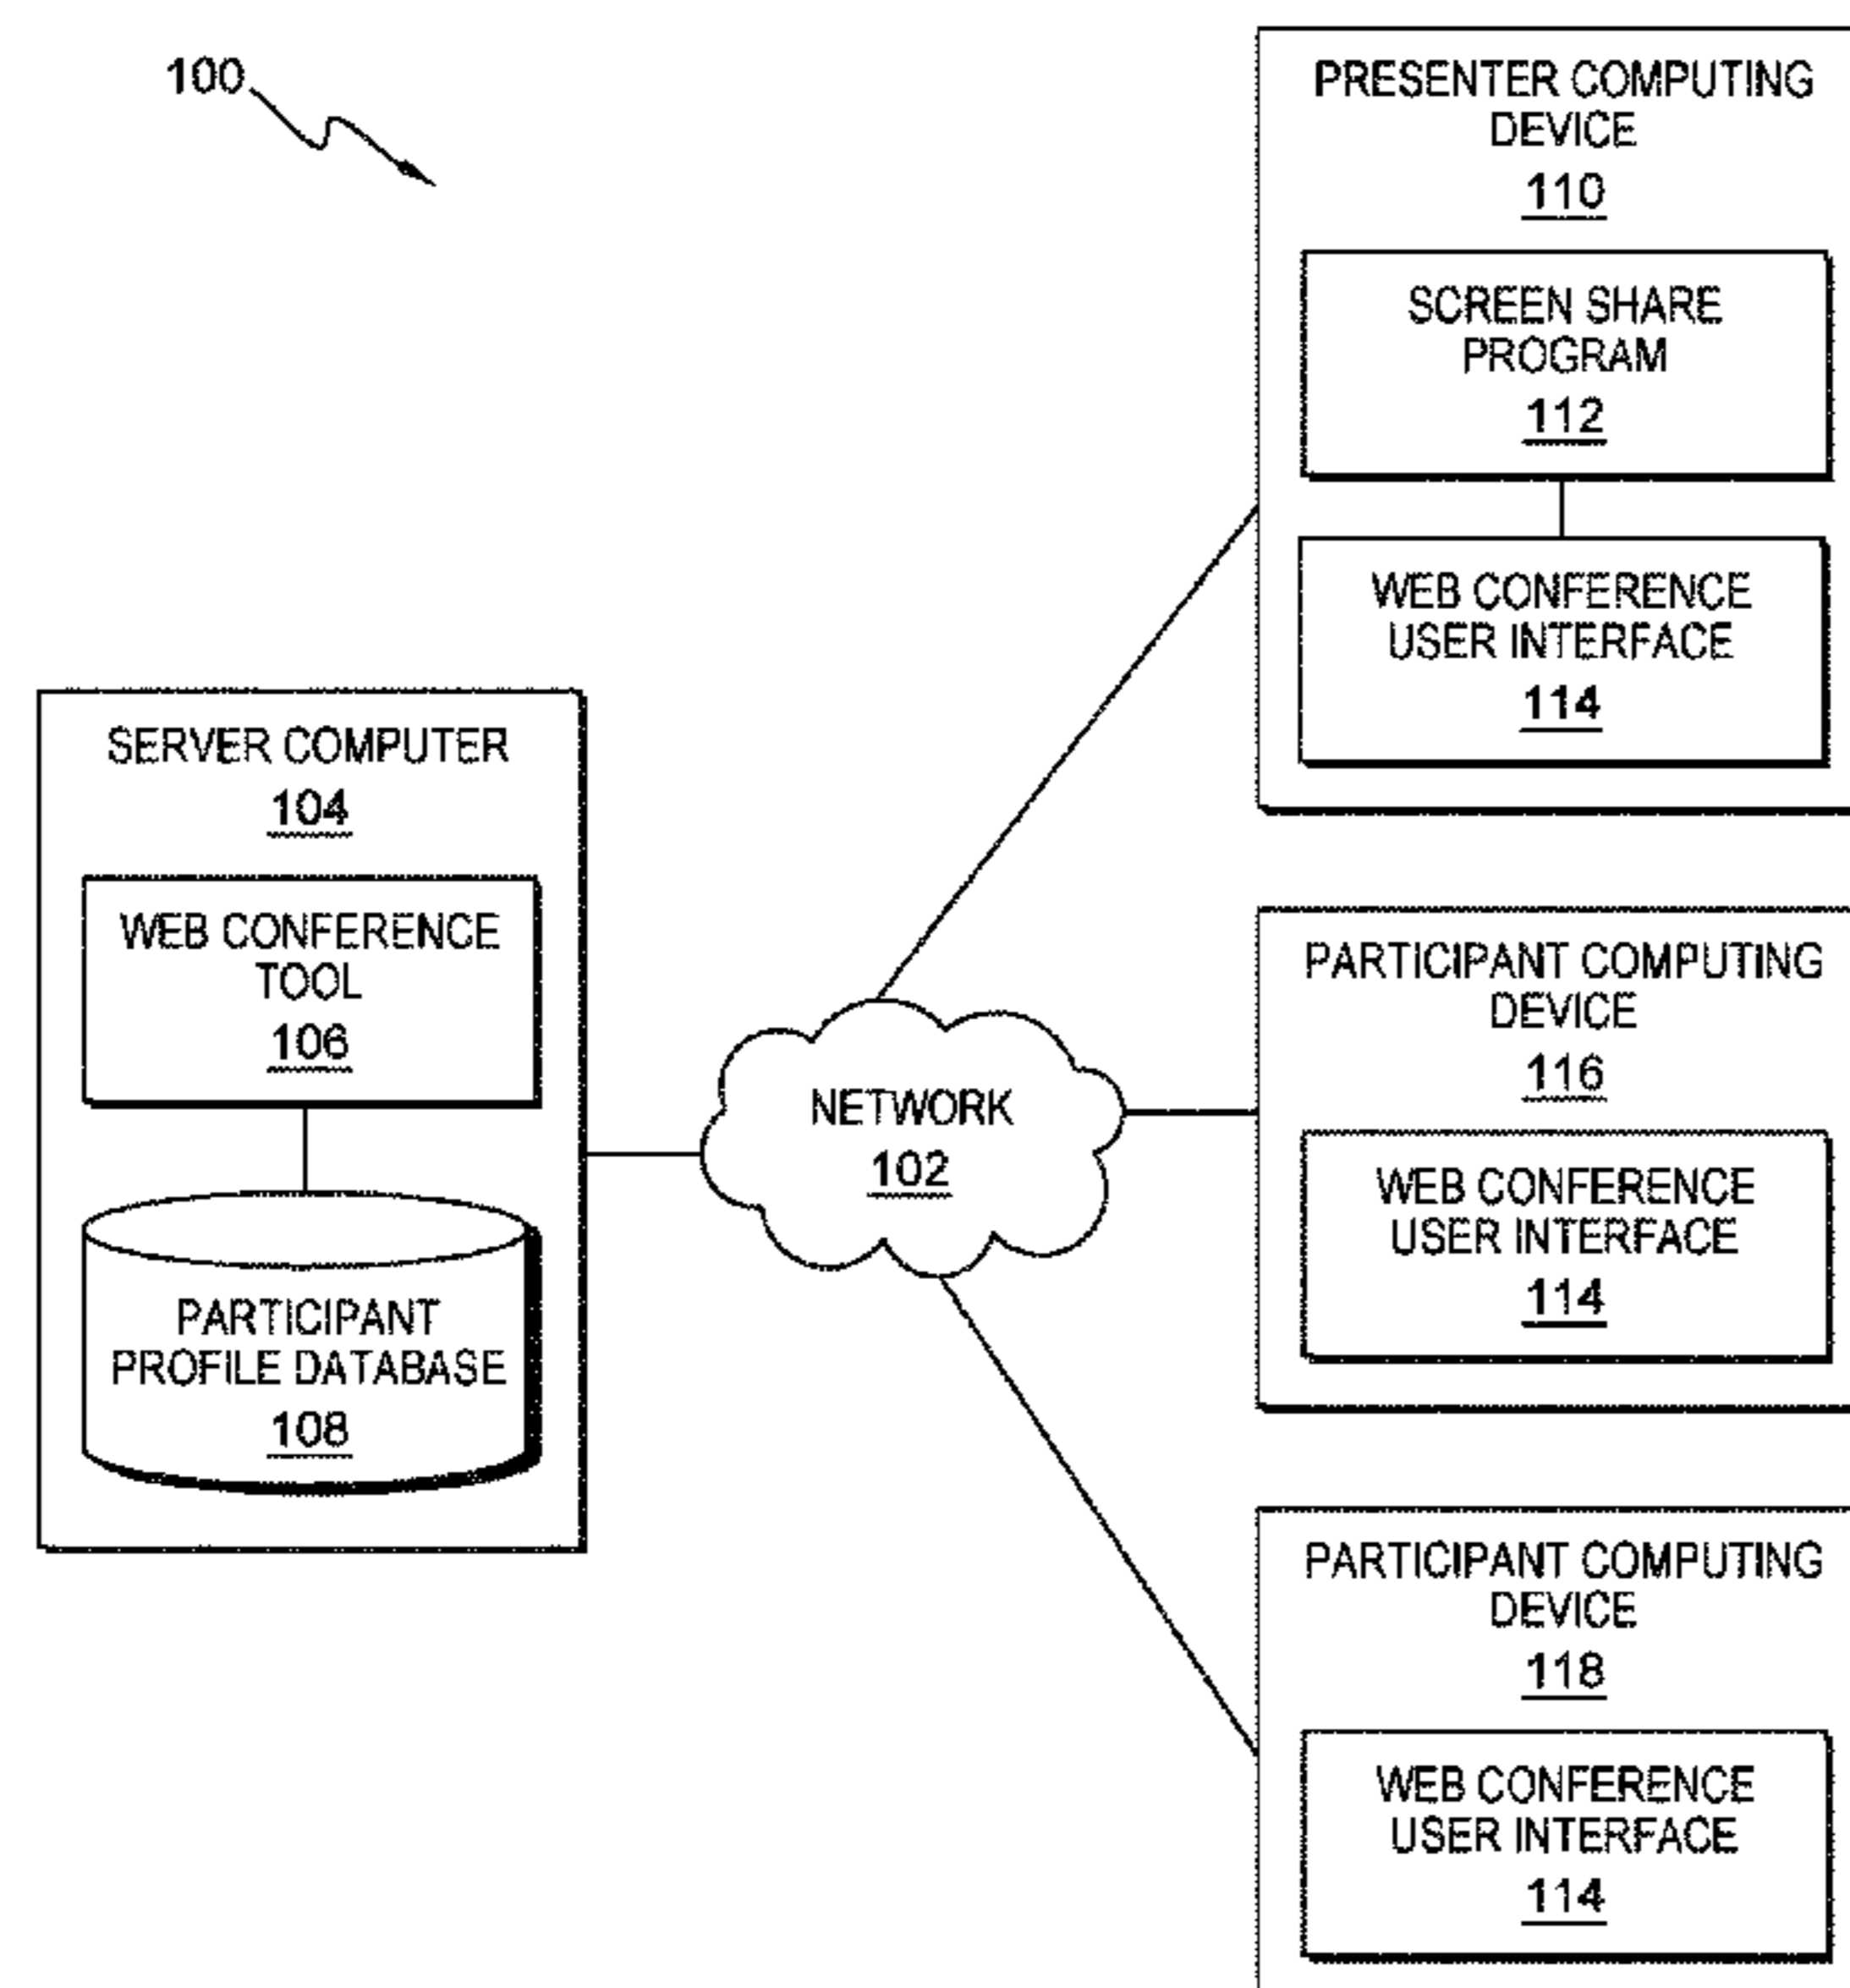 100
PRESENTER COMPUTING
DEVICE
110
SCREEN SHARE
PROGRAM
112
WEB CONFERENCE
USER INTERFACE
114
SERVER COMPUTER
104
WEB CONFERENCE
TOOL
106
PARTICIPANT
PROFILE DATABASE
108
NETWORK
102
PARTICIPANT COMPUTING
DEVICE
116
WEB CONFERENCE
USER INTERFACE
114
PARTICIPANT COMPUTING
DEVICE
118
WEB CONFERENCE
USER INTERFACE
114